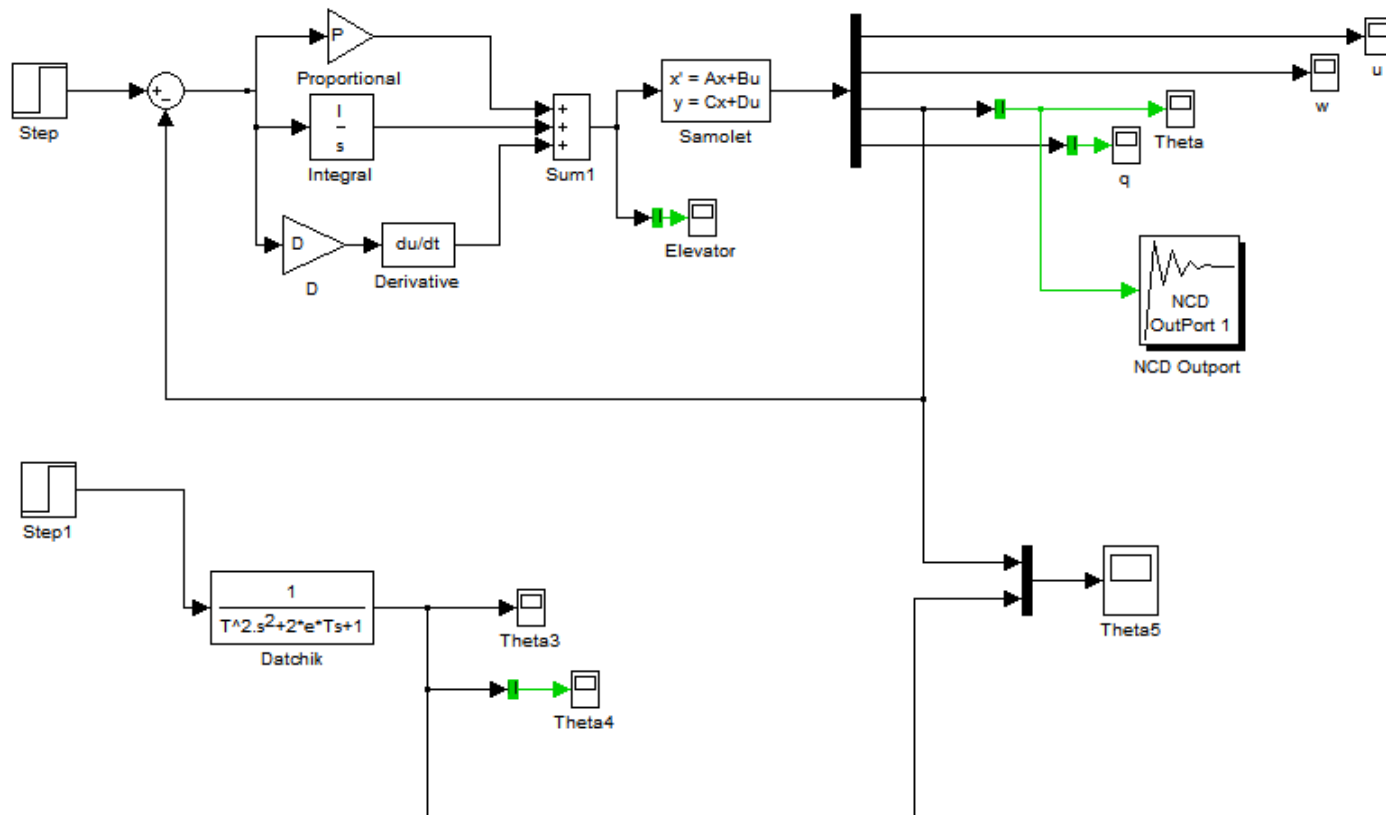 Step
+
−
P
Proportional
I
s
Integral
D
D
du/dt
Derivative
+
+
+
Sum1
x' = Ax+Bu
y = Cx+Du
Samolet
Elevator
u
w
Theta
q
NCD
OutPort 1
NCD Outport
Step1
1
T^2.s2+2*e*Ts+1
Datchik
Theta3
Theta4
Theta5